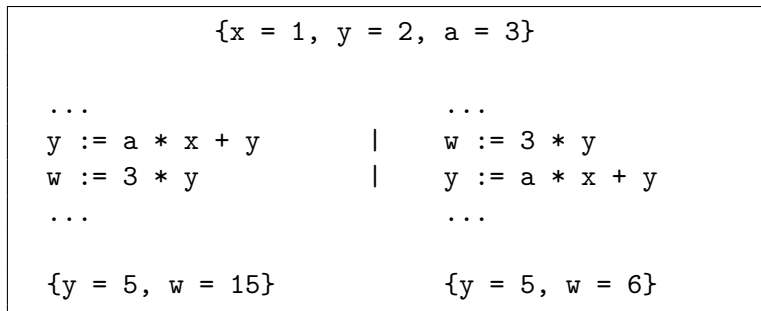 {x = 1, y = 2, a = 3}
... ...
y := a * x + y | w := 3 * y
w := 3 * y | y := a * x + y
... ...
{y = 5, w = 15} {y = 5, w = 6}